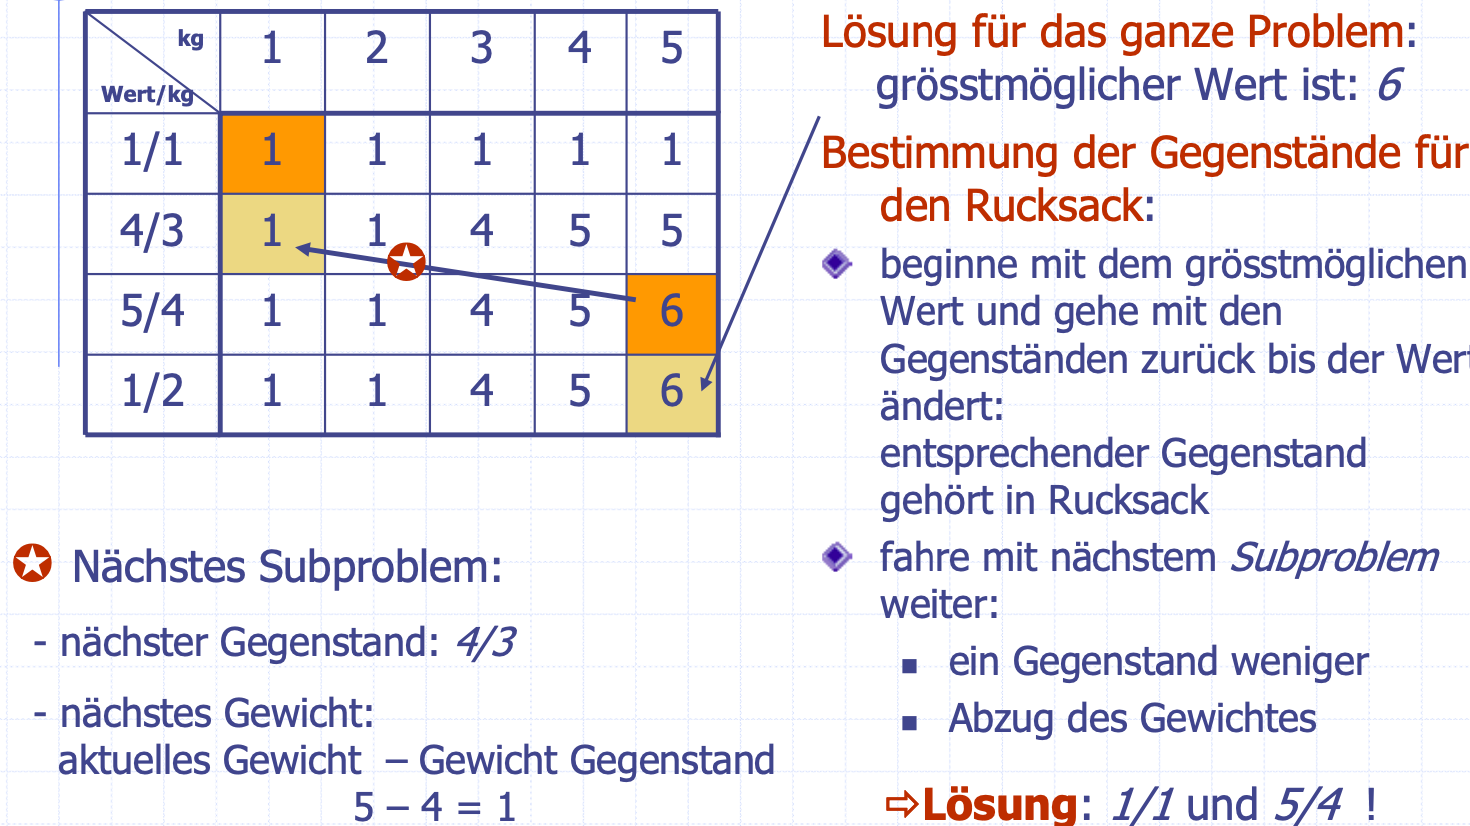 kg 1 2 3 4 5
Wert/kg
1/1 1 1 1 1 1
4/3 1 1 4 5 5
5/4 1 1 4 5 6
1/2 1 1 4 5 6
Nächstes Subproblem:
- nächster Gegenstand: 4/3
- nächstes Gewicht:
aktuelles Gewicht – Gewicht Gegenstand
5 – 4 = 1
Lösung für das ganze Problem:
grösstmöglicher Wert ist: 6
Bestimmung der Gegenstände für
den Rucksack:
beginne mit dem grösstmöglichen
Wert und gehe mit den
Gegenständen zurück bis der Wert
ändert:
entsprechender Gegenstand
gehört in Rucksack
fahre mit nächstem Subproblem
weiter:
ein Gegenstand weniger
Abzug des Gewichtes
⇨Lösung: 1/1 und 5/4 !